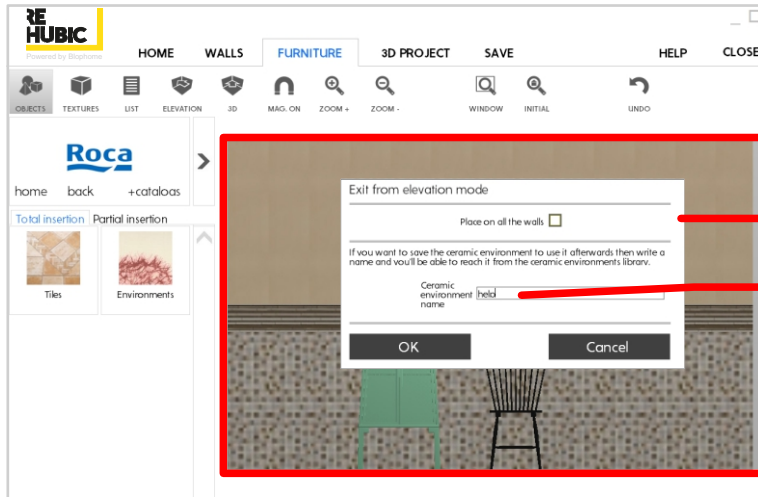 RE
HUBIC
Powered by Biophome
HOME WALLS FURNITURE 3D PROJECT SAVE HELP CLOSE
OBJECTS TEXTURES LIST ELEVATION 3D MAG. ON ZOOM + ZOOM - WINDOW INITIAL UNDO
Roca
home back +catalogs
Total insertion Partial insertion
Tiles Environments
Exit from elevation mode
Place on all the walls
If you want to save the ceramic environment to use it afterwards then write a
name and you'll be able to reach it from the ceramic environments library.
Ceramic
environment help
name
OK Cancel